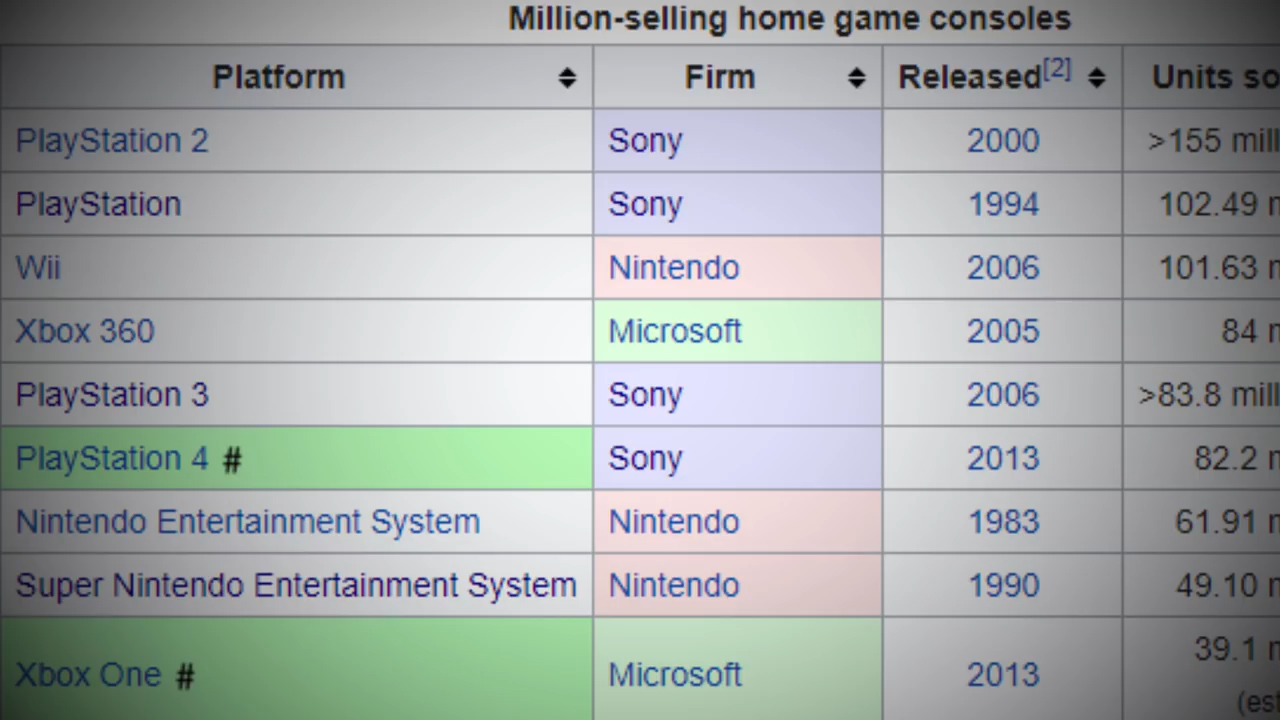 Million-selling home game consoles
Platform Firm Released[2] Units
PlayStation 2 Sony 2000 >155
PlayStation Sony 1994 102.49
Wii Nintendo 2006 101.63
Xbox 360 Microsoft 2005 84
PlayStation 3 Sony 2006 >83.8
PlayStation 4 # Sony 2013 82.2
Nintendo Entertainment System Nintendo 1983 61.91
Super Nintendo Entertainment System Nintendo 1990 49.10
Xbox One # Microsoft 2013 39.1